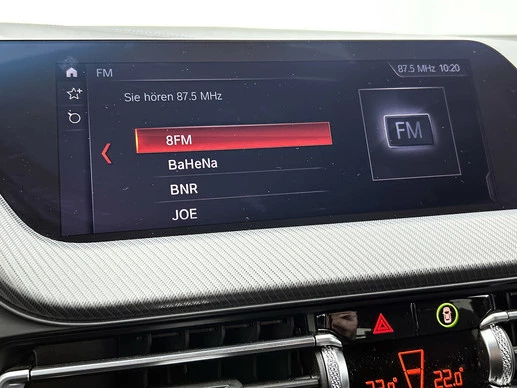 FM
87.5 MHz 10:20
Sie hören 87.5 MHz
FM
8FM
BaHeNa
BNR
JOE
22.0